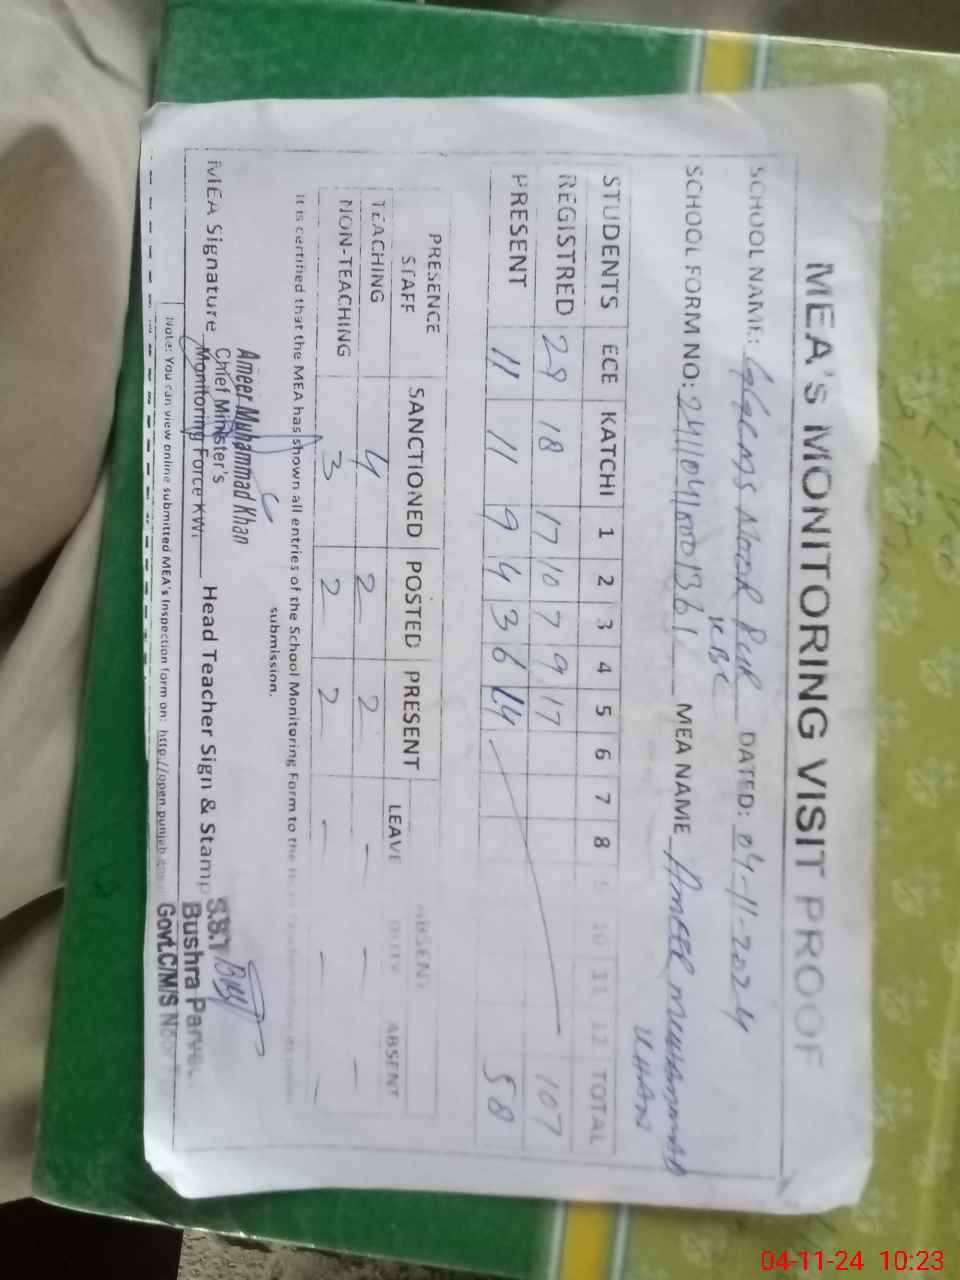 MEA's MONITORING VISIT PROOF
SCHOOL NAME: DATED: 04-11-2024
KBL
SCHOOL FORM NO: MEA NAME AMEER MUHAMMAD
KHAN
STUDENTS ECE KATCHI 1 2 3 4 5 6 7 8 9 10 11 12 TOTAL
REGISTRED 29 18 17 10 7 9 17 107
PRESENT 11 11 9 4 3 6 14 58
PRESENCE STAFF SANCTIONED POSTED PRESENT LEAVE ABSENT DUTY ABSENT
TEACHING 4 2 2 - - -
NON-TEACHING 3 2 2 - - -
It is certified that the MEA has shown all entries of the School Monitoring Form to the
submission.
Ameer Muhammad Khan
Chief Minister's
MEA Signature Monitoring Force KWL Head Teacher Sign & Stamp S.B.T
Bushra
Note: You can view online submitted MEA's Inspection form on: http://open.punjab.gov Govt.C/M/S
04-11-24 10:23